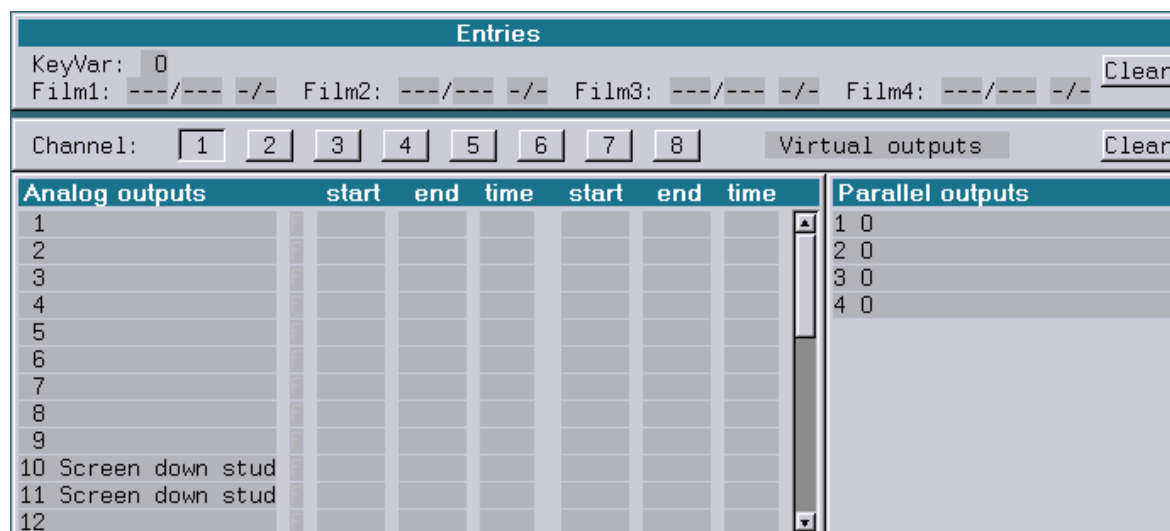 Entries
KeyVar: 0
Film1: ---/--- -/- Film2: ---/--- -/- Film3: ---/--- -/- Film4: ---/--- -/-
Clear
Channel: 1 2 3 4 5 6 7 8 Virtual outputs Clear
Analog outputs start end time start end time Parallel outputs
1 F 1 0
2 F 2 0
3 F 3 0
4 F 4 0
5 F
6 F
7 F
8 F
9 F
10 Screen down stud F
11 Screen down stud F
12